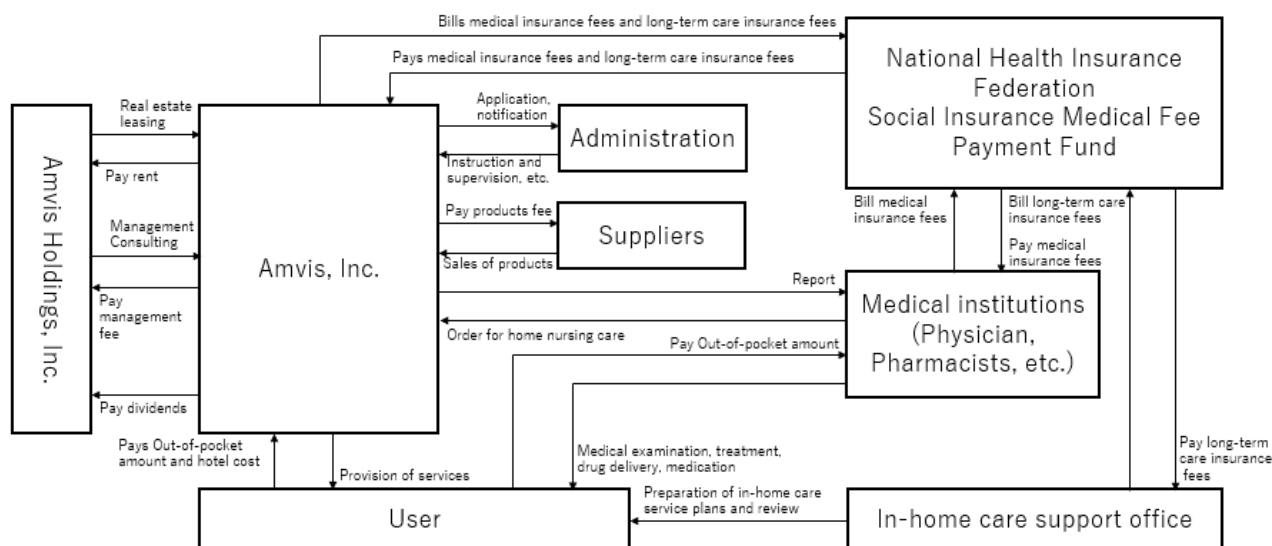 Bills medical insurance fees and long-term care insurance fees
Pays medical insurance fees and long-term care insurance fees
National Health Insurance
Federation
Social Insurance Medical Fee
Payment Fund
Real estate
leasing
Application,
notification
Administration
Amvis Holdings, Inc.
Pay rent
Instruction and
supervision, etc.
Bill medical
insurance fees
Bill long-term care
insurance fees
Management
Consulting
Pay products fee
Suppliers
Amvis, Inc.
Sales of products
Pay medical
insurance fees
Report
Pay
management
fee
Medical institutions
(Physician,
Pharmacists, etc.)
Order for home nursing care
Pay Out-of-pocket amount
Pay dividends
Pays Out-of-pocket
amount and hotel cost
Provision of services
Medical examination, treatment,
drug delivery, medication
Pay long-term
care insurance
fees
Preparation of in-home care
service plans and review
User
In-home care support office